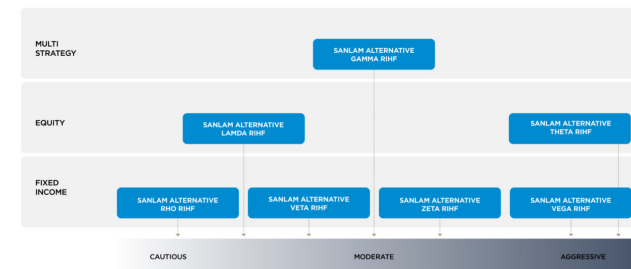 MULTI
STRATEGY
SANLAM ALTERNATIVE
GAMMA RIHF
EQUITY
SANLAM ALTERNATIVE
LAMDA RIHF
SANLAM ALTERNATIVE
THETA RIHF
FIXED
INCOME
SANLAM ALTERNATIVE
RHO RIHF
SANLAM ALTERNATIVE
VETA RIHF
SANLAM ALTERNATIVE
ZETA RIHF
SANLAM ALTERNATIVE
VEGA RIHF
CAUTIOUS
MODERATE
AGGRESSIVE